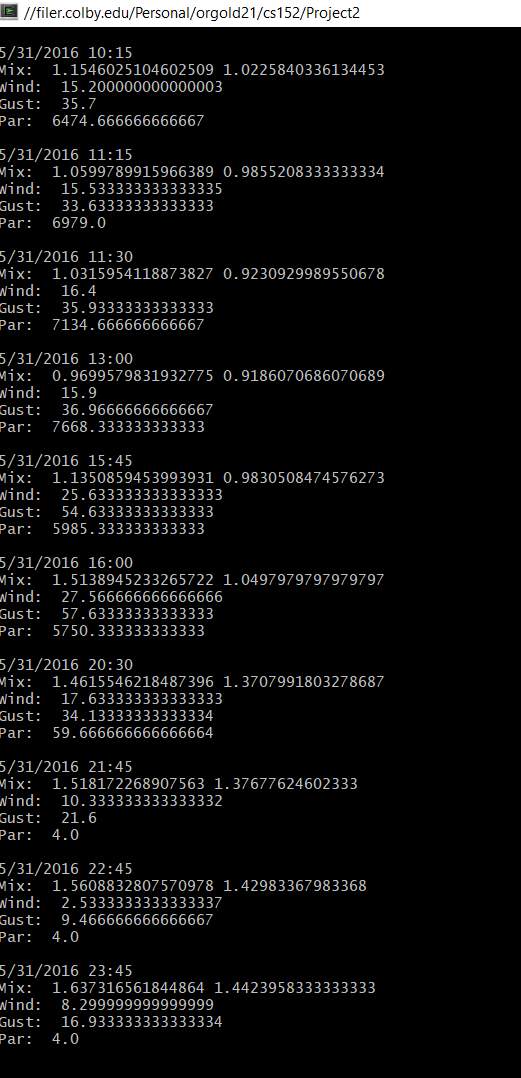 //filer.colby.edu/Personal/orgold21/cs152/Project2
5/31/2016 10:15
Mix: 1.1546025104602509 1.0225840336134453
Wind: 15.200000000000003
Gust: 35.7
Par: 6474.666666666667
5/31/2016 11:15
Mix: 1.0599789915966389 0.9855208333333334
Wind: 15.533333333333335
Gust: 33.63333333333333
Par: 6979.0
5/31/2016 11:30
Mix: 1.0315954118873827 0.9230929989550678
Wind: 16.4
Gust: 35.93333333333333
Par: 7134.666666666667
5/31/2016 13:00
Mix: 0.9699579831932775 0.9186070686070689
Wind: 15.9
Gust: 36.96666666666667
Par: 7668.333333333333
5/31/2016 15:45
Mix: 1.1350859453993931 0.9830508474576273
Wind: 25.633333333333333
Gust: 54.63333333333333
Par: 5985.333333333333
5/31/2016 16:00
Mix: 1.5138945233265722 1.0497979797979797
Wind: 27.566666666666666
Gust: 57.63333333333333
Par: 5750.333333333333
5/31/2016 20:30
Mix: 1.4615546218487396 1.3707991803278687
Wind: 17.633333333333333
Gust: 34.13333333333334
Par: 59.666666666666664
5/31/2016 21:45
Mix: 1.518172268907563 1.37677624602333
Wind: 10.333333333333332
Gust: 21.6
Par: 4.0
5/31/2016 22:45
Mix: 1.5608832807570978 1.42983367983368
Wind: 2.5333333333333337
Gust: 9.466666666666667
Par: 4.0
5/31/2016 23:45
Mix: 1.637316561844864 1.4423958333333333
Wind: 8.299999999999999
Gust: 16.933333333333334
Par: 4.0